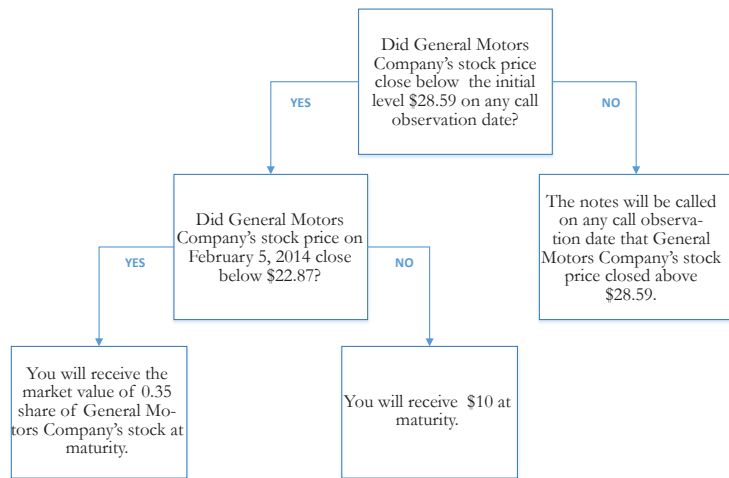 Did General Motors
Company's stock price
close below the initial
level $28.59 on any call
observation date?
YES
NO
Did General Motors
Company's stock price on
February 5, 2014 close
below $22.87?
The notes will be called
on any call observa-
tion date that General
Motors Company's stock
price closed above
$28.59.
YES
NO
You will receive the
market value of 0.35
share of General Mo-
tors Company's stock at
maturity.
You will receive $10 at
maturity.